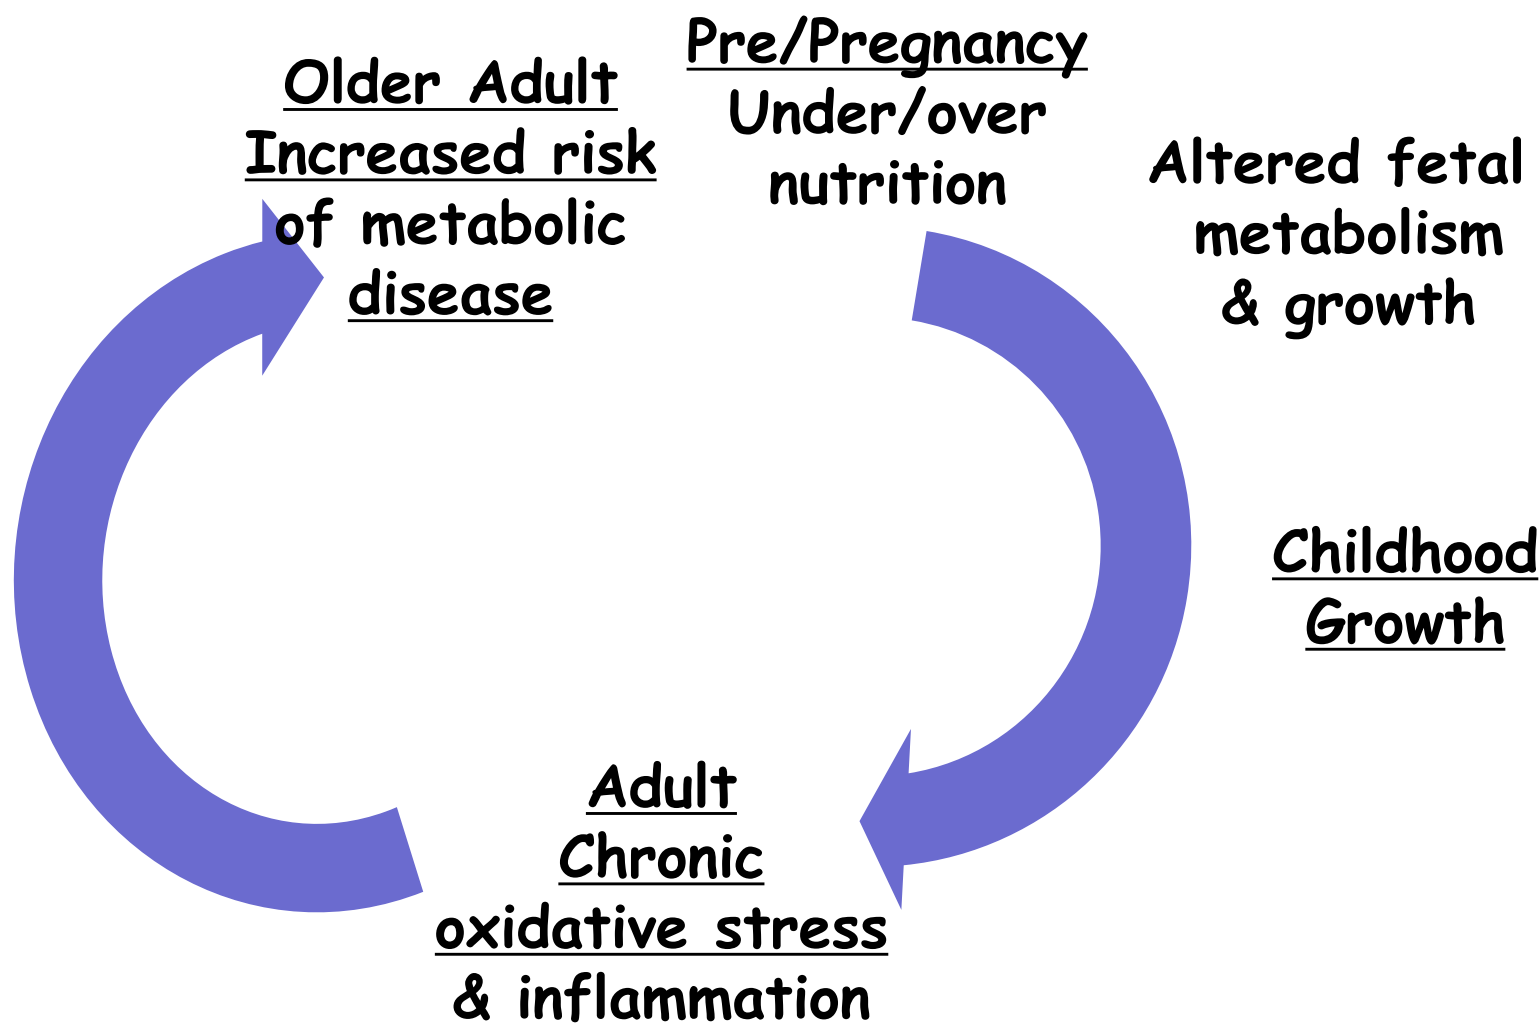 Pre/Pregnancy
Under/over
nutrition
Altered fetal
metabolism
& growth
Childhood
Growth
Adult
Chronic
oxidative stress
& inflammation
Older Adult
Increased risk
of metabolic
disease